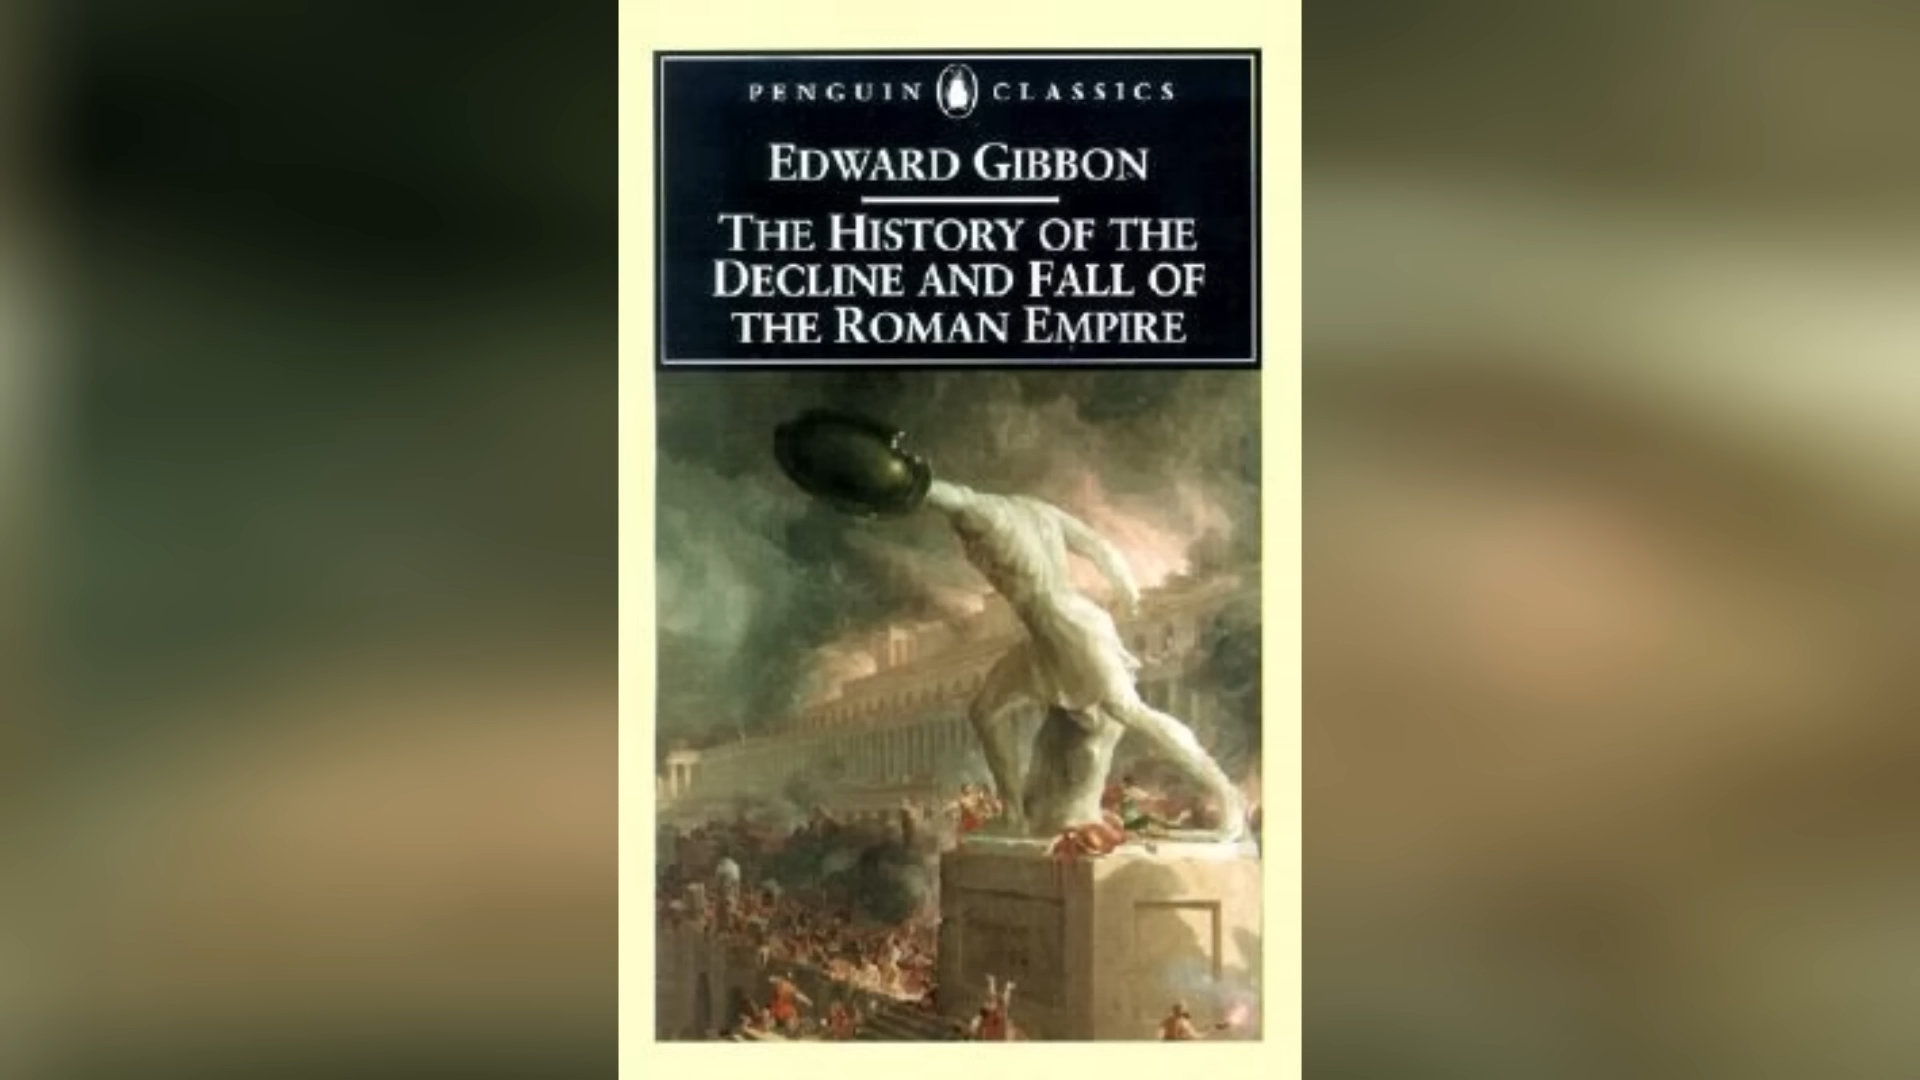 PENGUIN CLASSICS
EDWARD GIBBON
THE HISTORY OF THE
DECLINE AND FALL OF
THE ROMAN EMPIRE